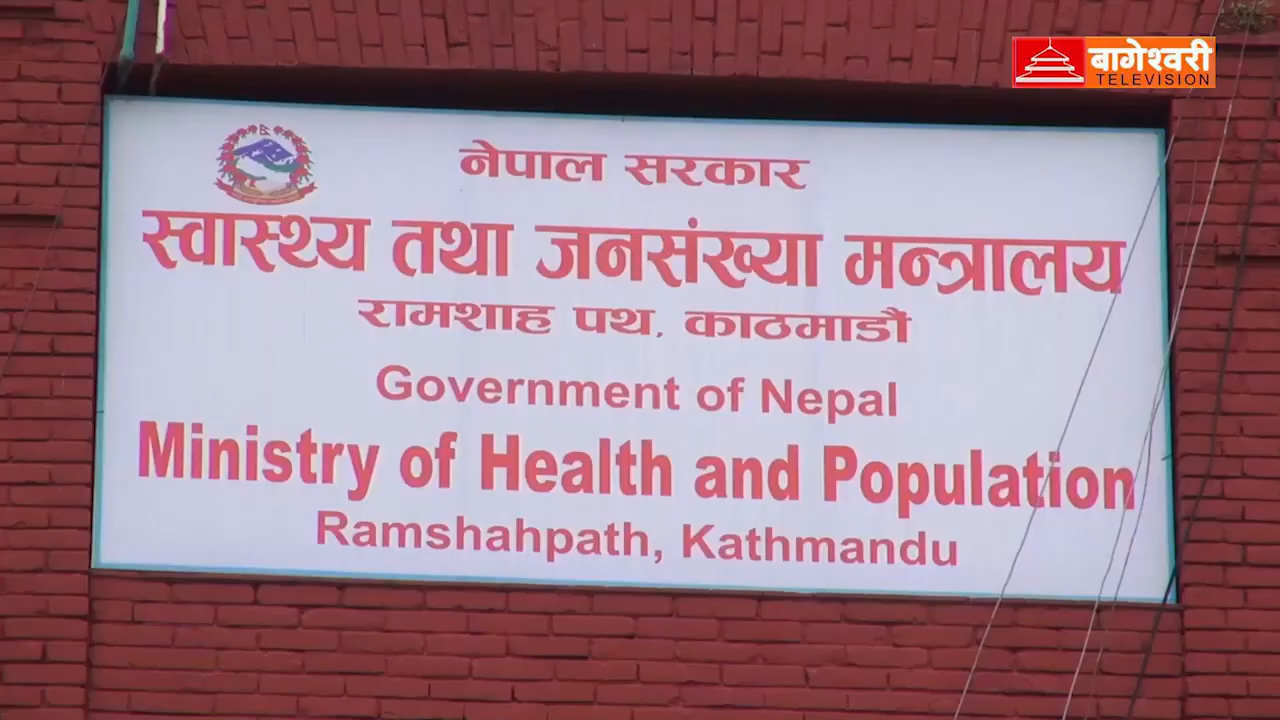 बागेश्वरी
TELEVISION
नेपाल सरकार
स्वास्थ्य तथा जनसंख्या मन्त्रालय
रामशाह पथ, काठमाडौं
Government of Nepal
Ministry of Health and Population
Ramshahpath, Kathmandu